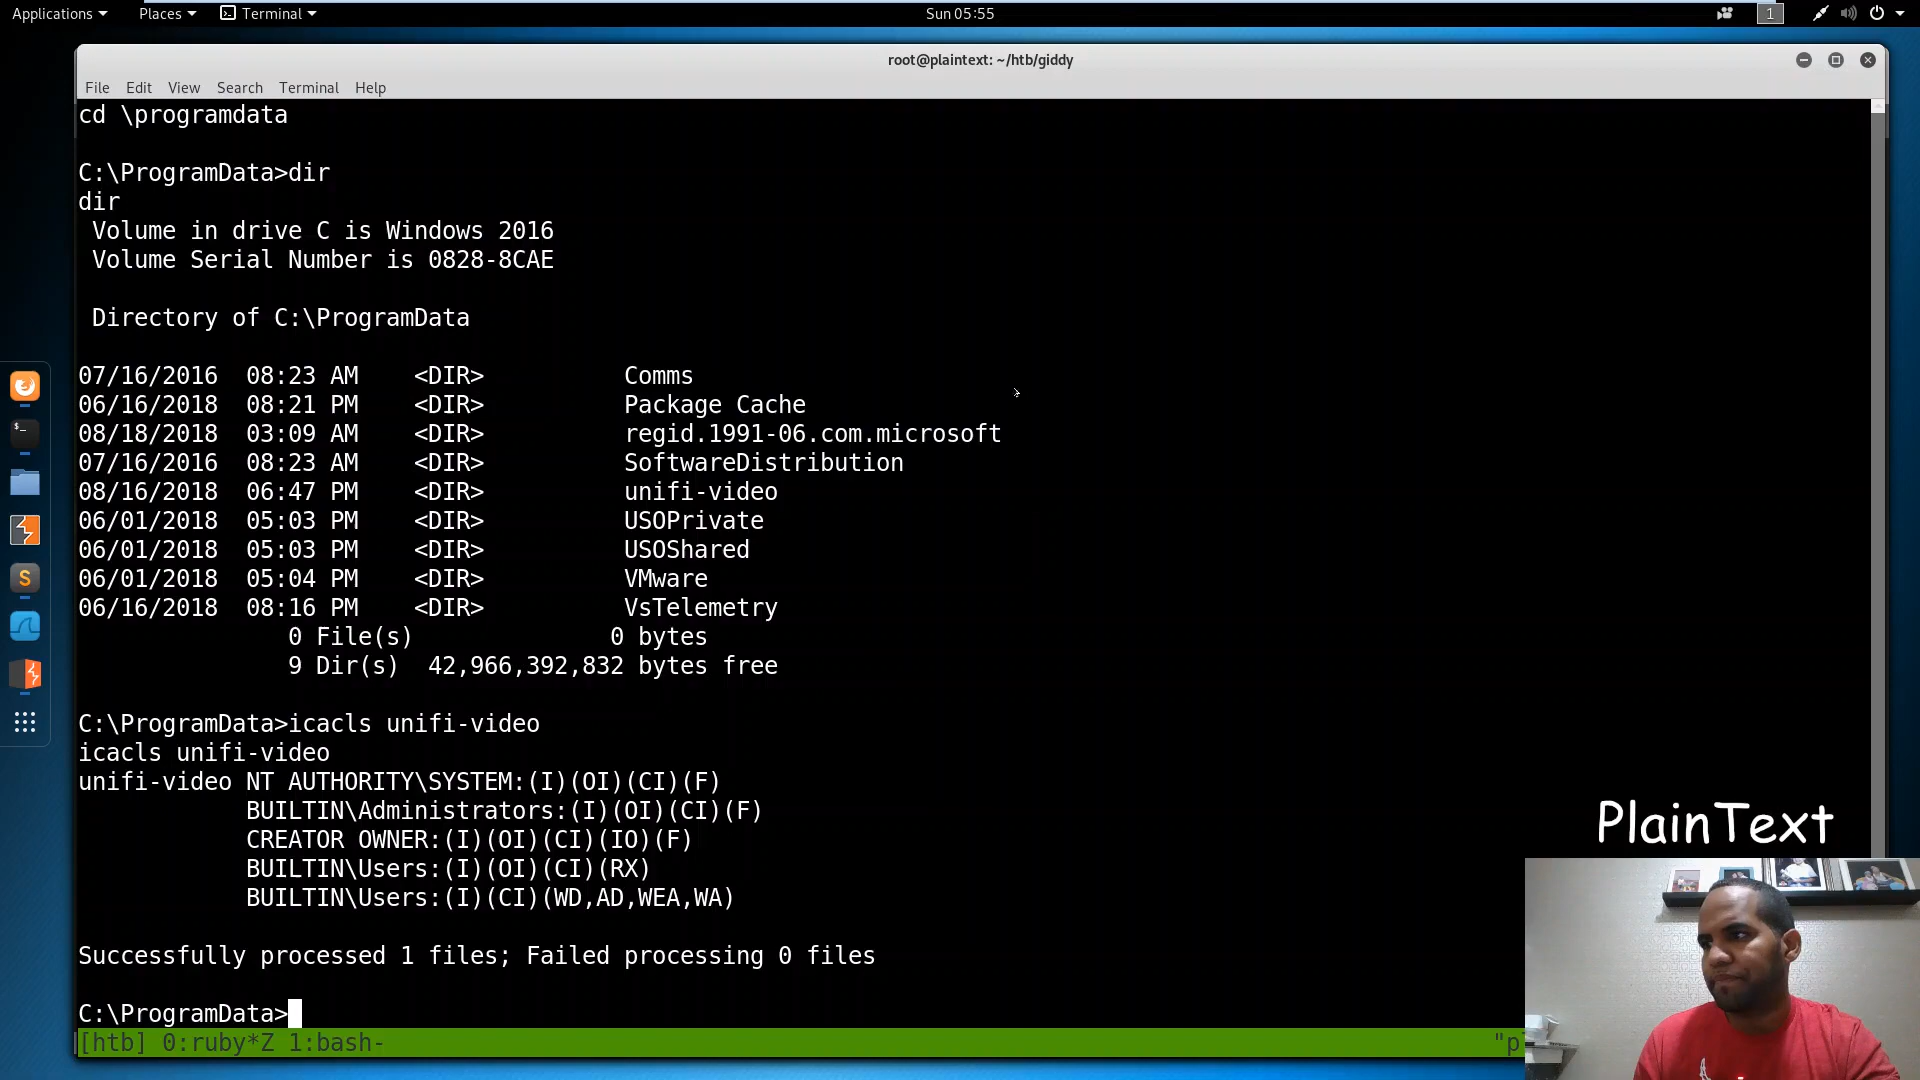 Applications Places Terminal Sun 05:55 1
root@plaintext: ~/htb/giddy
File Edit View Search Terminal Help
cd \programdata
C:\ProgramData>dir
dir
Volume in drive C is Windows 2016
Volume Serial Number is 0828-8CAE
Directory of C:\ProgramData
07/16/2016 08:23 AM <DIR> Comms
06/16/2018 08:21 PM <DIR> Package Cache
08/18/2018 03:09 AM <DIR> regid.1991-06.com.microsoft
07/16/2016 08:23 AM <DIR> SoftwareDistribution
08/16/2018 06:47 PM <DIR> unifi-video
06/01/2018 05:03 PM <DIR> USOPrivate
06/01/2018 05:03 PM <DIR> USOShared
06/01/2018 05:04 PM <DIR> VMware
06/16/2018 08:16 PM <DIR> VsTelemetry
0 File(s) 0 bytes
9 Dir(s) 42,966,392,832 bytes free
C:\ProgramData>icacls unifi-video
icacls unifi-video
unifi-video NT AUTHORITY\SYSTEM:(I)(OI)(CI)(F)
BUILTIN\Administrators:(I)(OI)(CI)(F)
CREATOR OWNER:(I)(OI)(CI)(IO)(F)
BUILTIN\Users:(I)(OI)(CI)(RX)
BUILTIN\Users:(I)(CI)(WD,AD,WEA,WA)
Successfully processed 1 files; Failed processing 0 files
C:\ProgramData>
[htb] 0:ruby*Z 1:bash- "p
PlainText